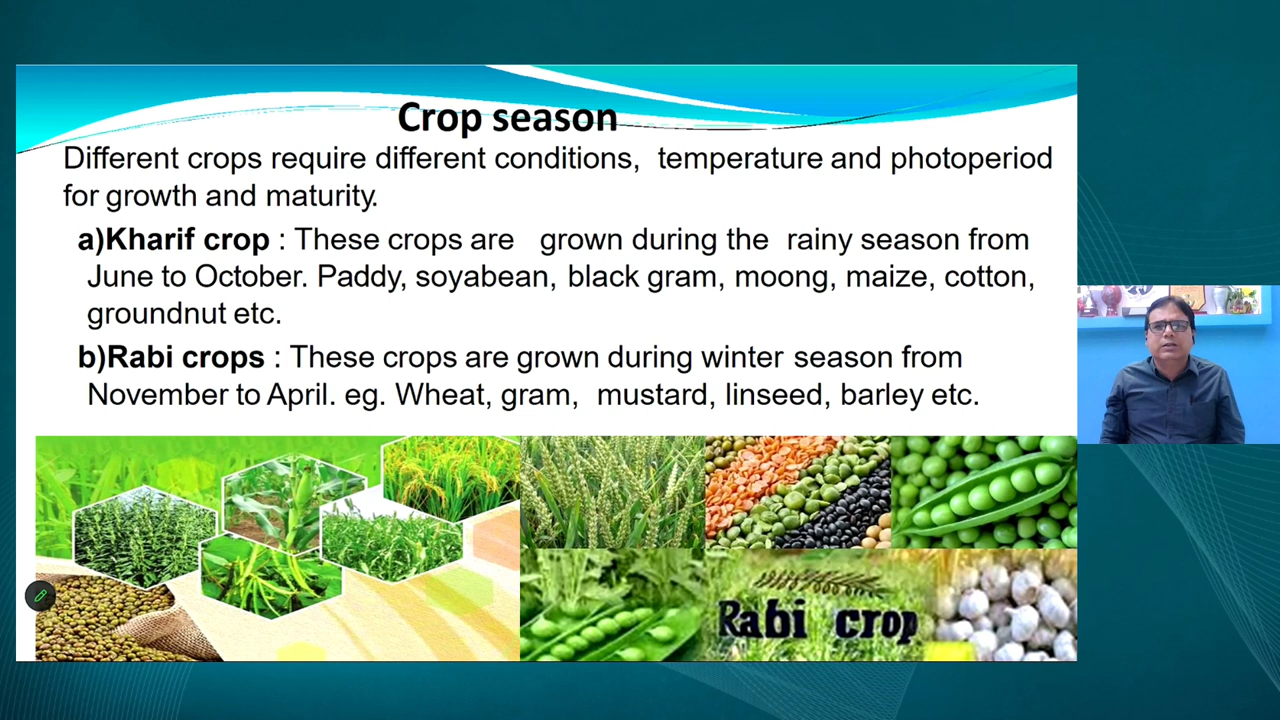 Crop season
Different crops require different conditions, temperature and photoperiod
for growth and maturity.
a)Kharif crop : These crops are grown during the rainy season from
June to October. Paddy, soyabean, black gram, moong, maize, cotton,
groundnut etc.
b)Rabi crops : These crops are grown during winter season from
November to April. eg. Wheat, gram, mustard, linseed, barley etc.
Rabi crop